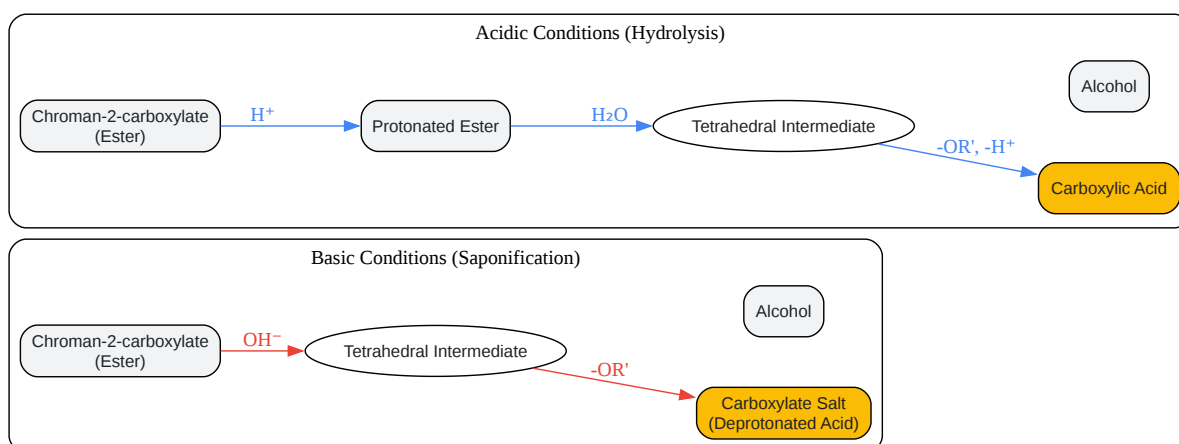 Acidic Conditions (Hydrolysis)
Chroman-2-carboxylate
(Ester)
H⁺
Protonated Ester
H₂O
Tetrahedral Intermediate
-OR', -H⁺
Alcohol
Carboxylic Acid
Basic Conditions (Saponification)
Chroman-2-carboxylate
(Ester)
OH⁻
Tetrahedral Intermediate
-OR'
Alcohol
Carboxylate Salt
(Deprotonated Acid)